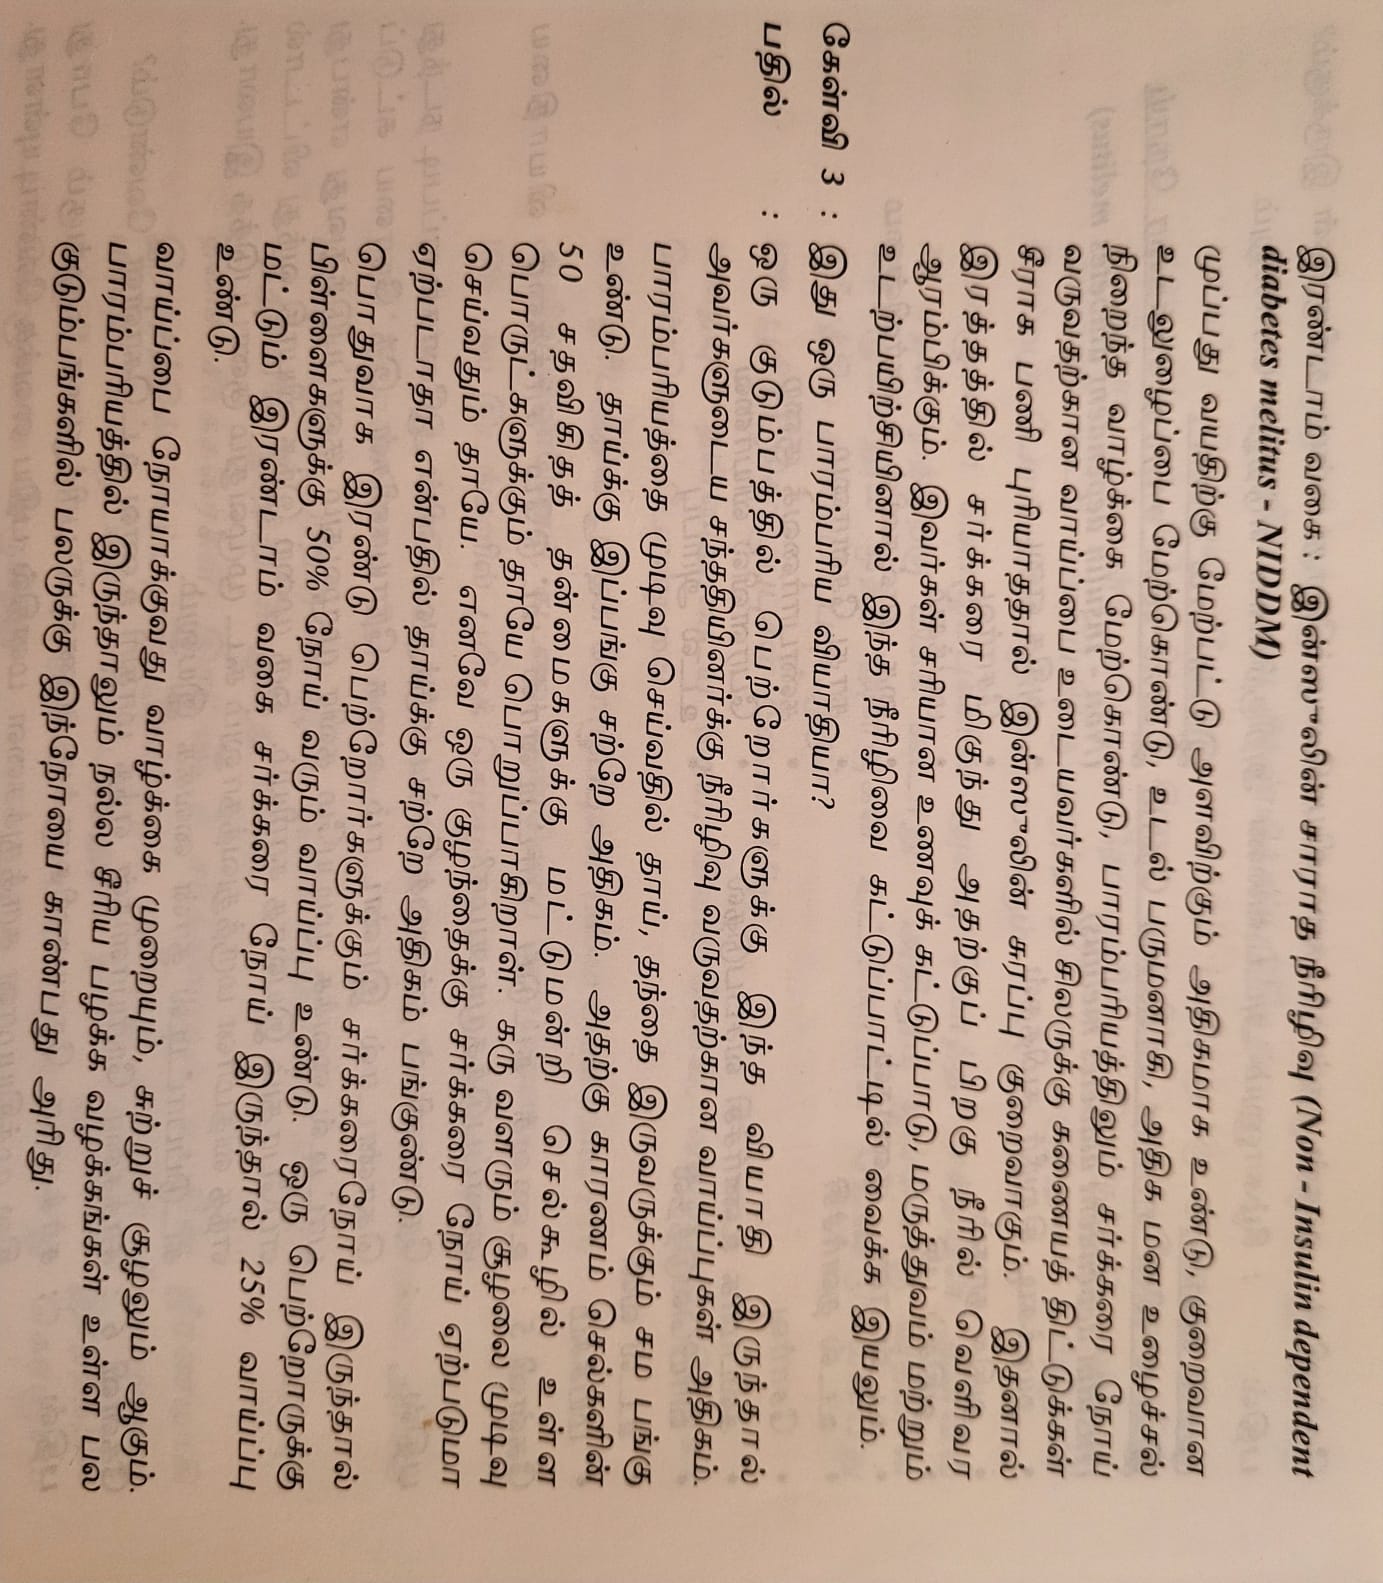 இரண்டாம் வகை : இன்ஸுலின் சாராத நீரிழிவு (Non - Insulin dependent
diabetes melitus - NIDDM)
முப்பது வயதிற்கு மேற்பட்டு அளவிற்கும் அதிகமாக உண்டு, குறைவான
உடலுழைப்பை மேற்கொண்டு, உடல் பருமனாகி, அதிக மன உழைச்சல்
நிறைந்த வாழ்க்கை மேற்கொண்டு, பாரம்பரியத்திலும் சர்க்கரை நோய்
வருவதற்கான வாய்ப்பை உடையவர்களில் சிலருக்கு கணையத் திட்டுக்கள்
சீராக பணி புரியாததால் இன்ஸுலின் சுரப்பு குறைவாகும். இதனால்
இரத்தத்தில் சர்க்கரை மிகுந்து அதற்குப் பிறகு நீரில் வெளிவர
ஆரம்பிக்கும். இவர்கள் சரியான உணவுக் கட்டுப்பாடு, மருத்துவம் மற்றும்
உடற்பயிற்சியினால் இந்த நீரிழிவை கட்டுப்பாட்டில் வைக்க இயலும்.
கேள்வி 3 : இது ஒரு பாரம்பரிய வியாதியா?
பதில் : ஒரு குடும்பத்தில் பெற்றோர்களுக்கு இந்த வியாதி இருந்தால்
அவர்களுடைய சந்ததியினர்க்கு நீரிழிவு வருவதற்கான வாய்ப்புகள் அதிகம்.
பாரம்பரியத்தை முடிவு செய்வதில் தாய், தந்தை இருவருக்கும் சம பங்கு
உண்டு. தாய்க்கு இப்பங்கு சற்றே அதிகம். அதற்கு காரணம் செல்களின்
50 சதவிகிதத் தன்மைகளுக்கு மட்டுமன்றி செல்கூழில் உள்ள
பொருட்களுக்கும் தாயே பொறுப்பாகிறாள். கரு வளரும் சூழலை முடிவு
செய்வதும் தாயே. எனவே ஒரு குழந்தைக்கு சர்க்கரை நோய் ஏற்படுமா
ஏற்படாதா என்பதில் தாய்க்கு சற்றே அதிகம் பங்குண்டு.
பொதுவாக இரண்டு பெற்றோர்களுக்கும் சர்க்கரைநோய் இருந்தால்
பிள்ளைகளுக்கு 50% நோய் வரும் வாய்ப்பு உண்டு. ஒரு பெற்றோருக்கு
மட்டும் இரண்டாம் வகை சர்க்கரை நோய் இருந்தால் 25% வாய்ப்பு
உண்டு.
வாய்ப்பை நோயாக்குவது வாழ்க்கை முறையும், சுற்றுச் சூழலும் ஆகும்.
பாரம்பரியத்தில் இருந்தாலும் நல்ல சீரிய பழக்க வழக்கங்கள் உள்ள பல
குடும்பங்களில் பலருக்கு இந்நோயை காண்பது அரிது.